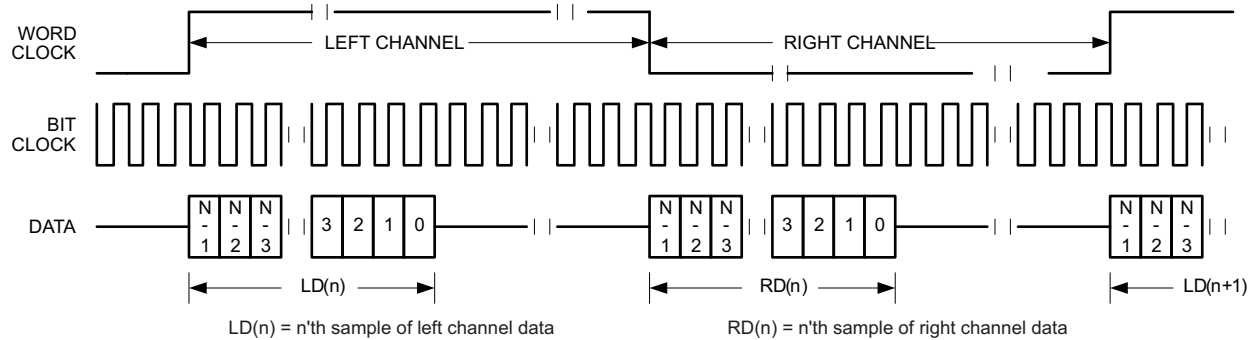 WORD
CLOCK
LEFT CHANNEL
RIGHT CHANNEL
BIT
CLOCK
DATA
N-1 N-2 N-3 3 2 1 0 N-1 N-2 N-3 3 2 1 0 N-1 N-2 N-3
LD(n) RD(n) LD(n+1)
LD(n) = n'th sample of left channel data
RD(n) = n'th sample of right channel data